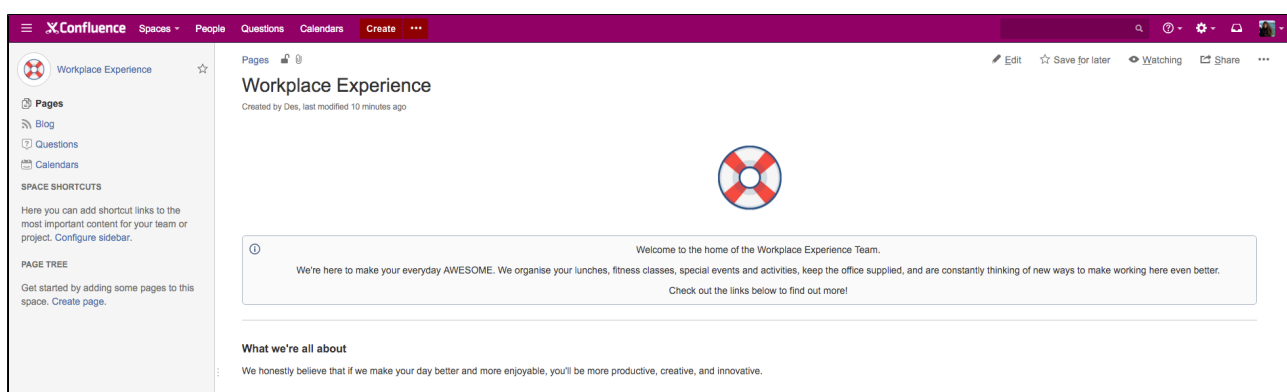 Confluence Spaces People Questions Calendars Create ...
Workplace Experience
Pages
Blog
Questions
Calendars
SPACE SHORTCUTS
Here you can add shortcut links to the
most important content for your team or
project. Configure sidebar.
PAGE TREE
Get started by adding some pages to this
space. Create page.
Pages
Edit Save for later Watching Share ...
Workplace Experience
Created by Des, last modified 10 minutes ago
Welcome to the home of the Workplace Experience Team.
We're here to make your everyday AWESOME. We organise your lunches, fitness classes, special events and activities, keep the office supplied, and are constantly thinking of new ways to make working here even better.
Check out the links below to find out more!
What we're all about
We honestly believe that if we make your day better and more enjoyable, you'll be more productive, creative, and innovative.